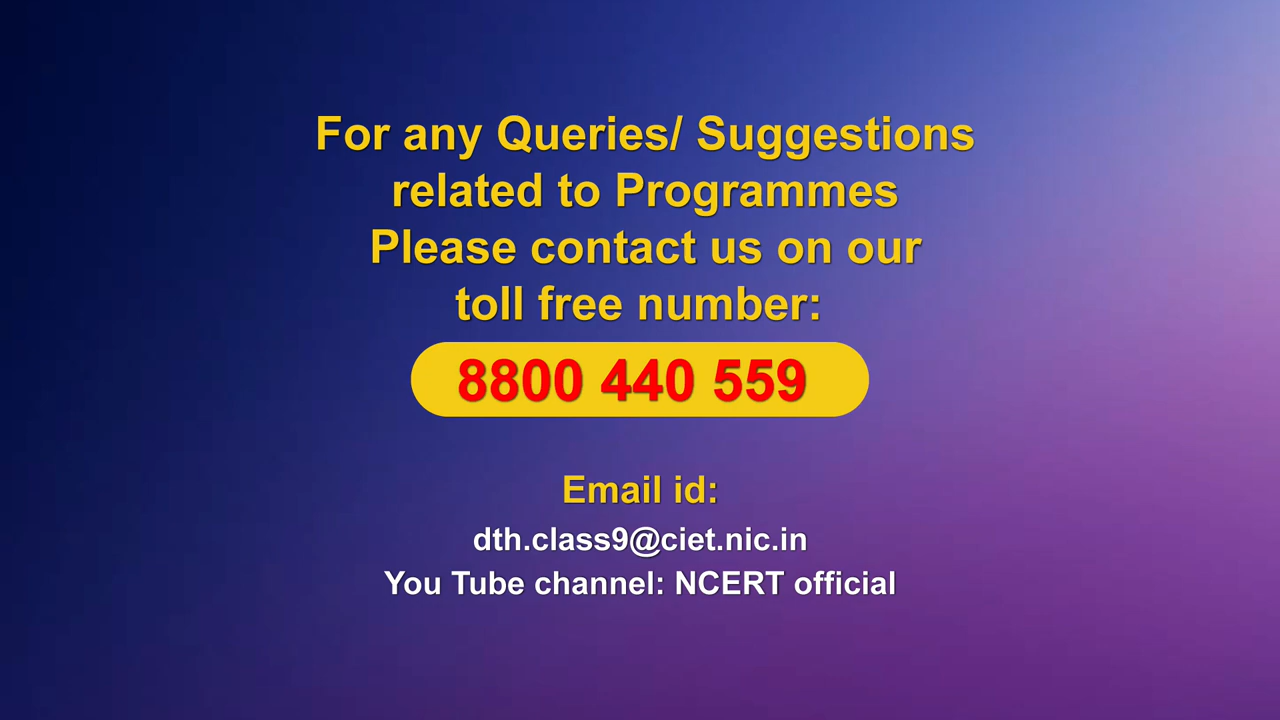 For any Queries/ Suggestions
related to Programmes
Please contact us on our
toll free number:
8800 440 559
Email id:
dth.class9@ciet.nic.in
You Tube channel: NCERT official